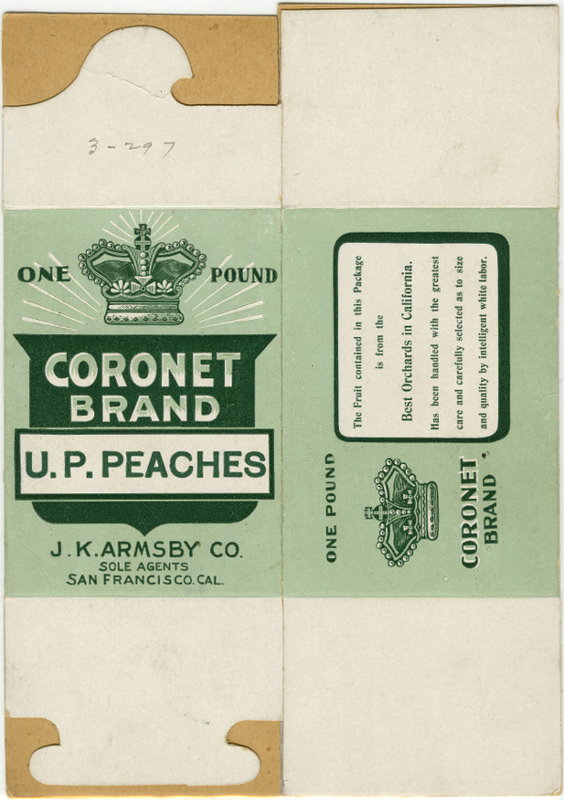 3-297
ONE POUND
CORONET
BRAND
U.P. PEACHES
J.K. ARMSBY CO.
SOLE AGENTS
SAN FRANCISCO. CAL.
The Fruit contained in this Package
is from the
Best Orchards in California.
Has been handled with the greatest
care and carefully selected as to size
and quality by intelligent white labor.
ONE POUND
CORONET
BRAND